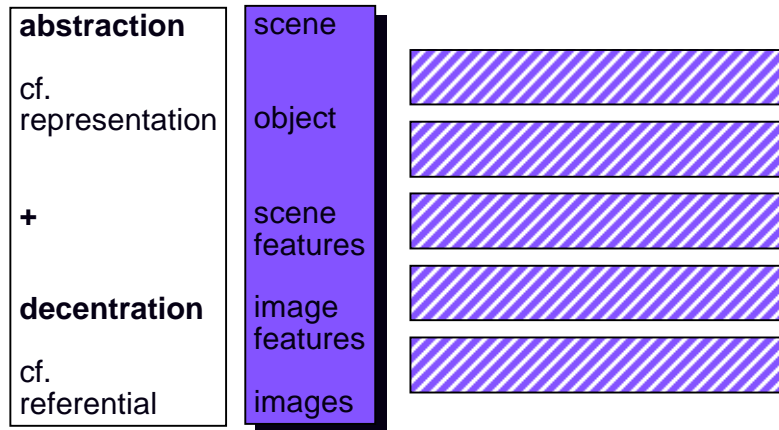 abstraction
cf.
representation
+
decentration
cf.
referential
scene
object
scene
features
image
features
images